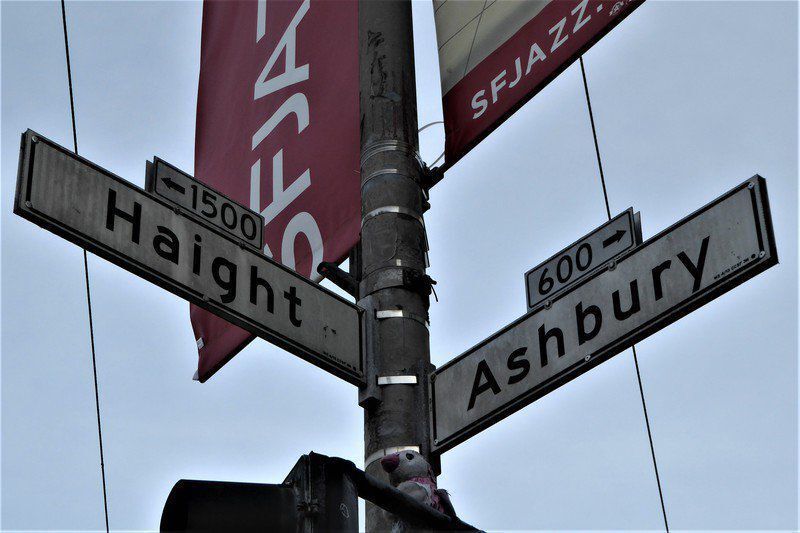 SFJAZ
SFJAZZ.
←1500
Haight
600→
Ashbury